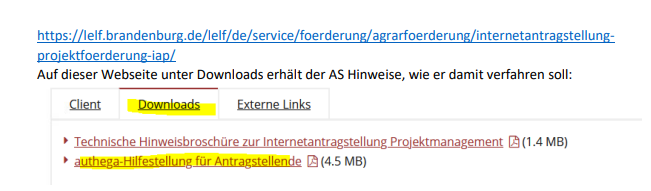 https://lelf.brandenburg.de/lelf/de/service/foerderung/agrarfoerderung/internetantragstellung-
projektfoerderung-iap/
Auf dieser Webseite unter Downloads erhält der AS Hinweise, wie er damit verfahren soll:
Client Downloads Externe Links
Technische Hinweisbroschüre zur Internetantragstellung Projektmanagement (1.4 MB)
authega-Hilfestellung für Antragstellende (4.5 MB)